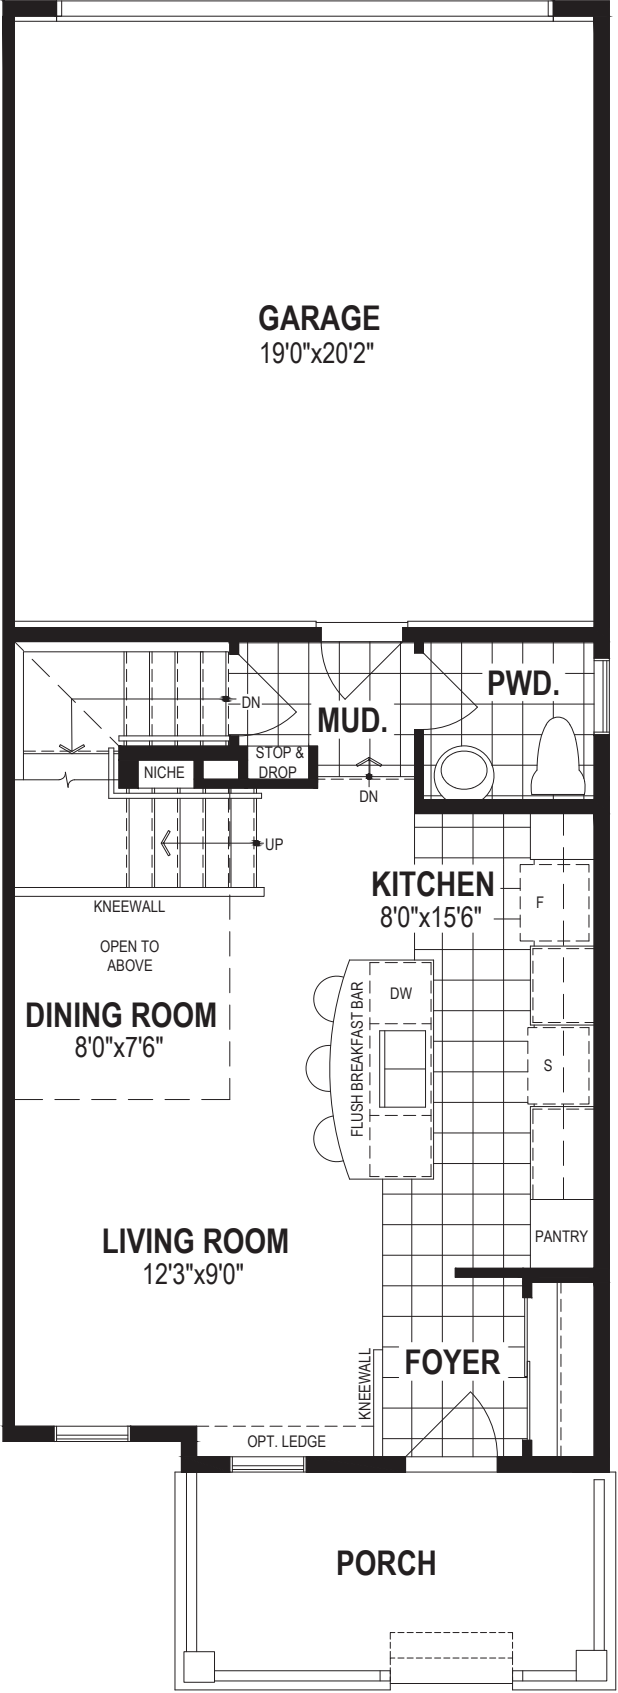 GARAGE
19'0"x20'2"
PWD.
DN
MUD.
STOP &
DROP
NICHE
DN
UP
KITCHEN
8'0"x15'6"
F
KNEEWALL
OPEN TO
ABOVE
DW
DINING ROOM
8'0"x7'6"
FLUSH BREAKFAST BAR
S
LIVING ROOM
12'3"x9'0"
PANTRY
FOYER
KNEEWALL
OPT. LEDGE
PORCH